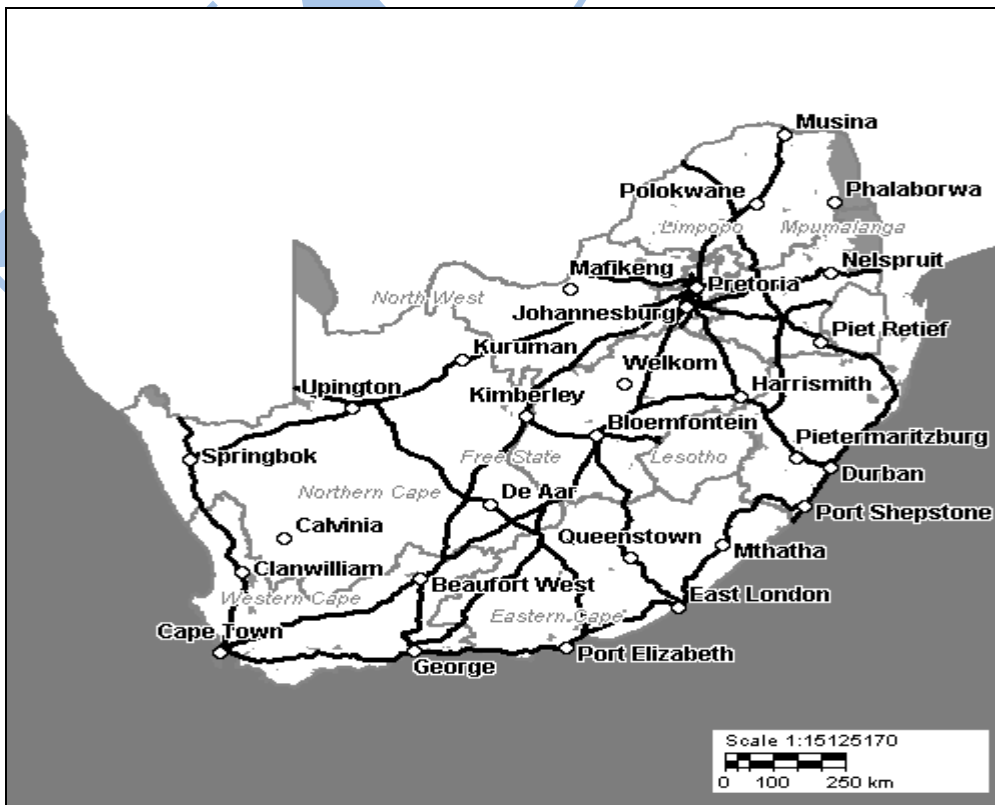 Musina
Polokwane
Phalaborwa
Limpopo
Mpumalanga
Mafikeng
Nelspruit
Pretoria
North West
Johannesburg
Piet Retief
Kuruman
Welkom
Upington
Kimberley
Harrismith
Bloemfontein
Pietermaritzburg
Springbok
Free State
Lesotho
Durban
Northern Cape
De Aar
Port Shepstone
Calvinia
Queenstown
Mthatha
Clanwilliam
Beaufort West
Western Cape
East London
Eastern Cape
Cape Town
George
Port Elizabeth
Scale 1:15125170
0 100 250 km